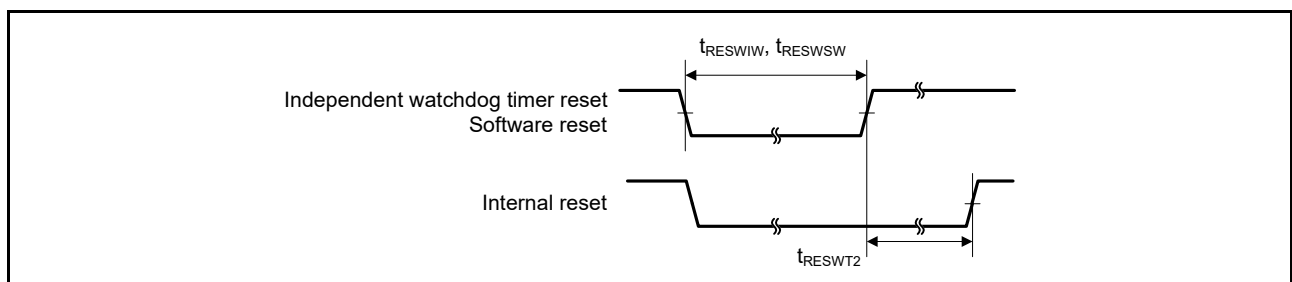 tRESWIW, tRESWSW
Independent watchdog timer reset
Software reset
Internal reset
tRESWT2